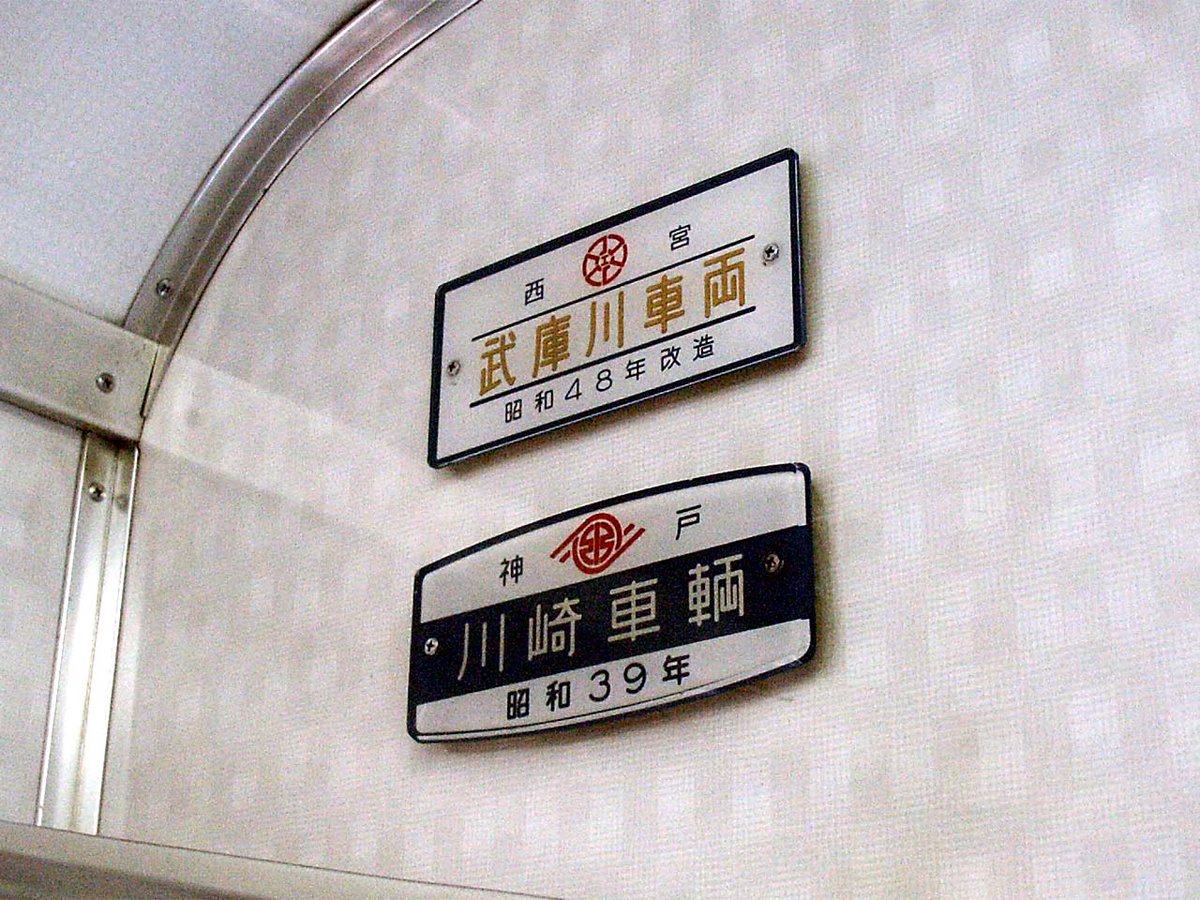 西 宮
武庫川車両
昭和48年改造
神 戸
川崎車輌
昭和39年